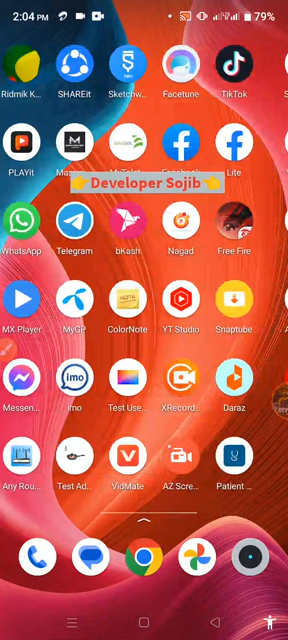 2:04 PM 79%
Ridmik K... SHAREit Sketchw... Facetune TikTok
PLAYit Lite
👉Developer Sojib👈
WhatsApp Telegram bKash Nagad Free Fire
MX Player MyGP ColorNote YT Studio Snaptube
Messen... imo Test Use... XRecord... Daraz
Any Rou... Test Ad... VidMate AZ Scre... Patient ...